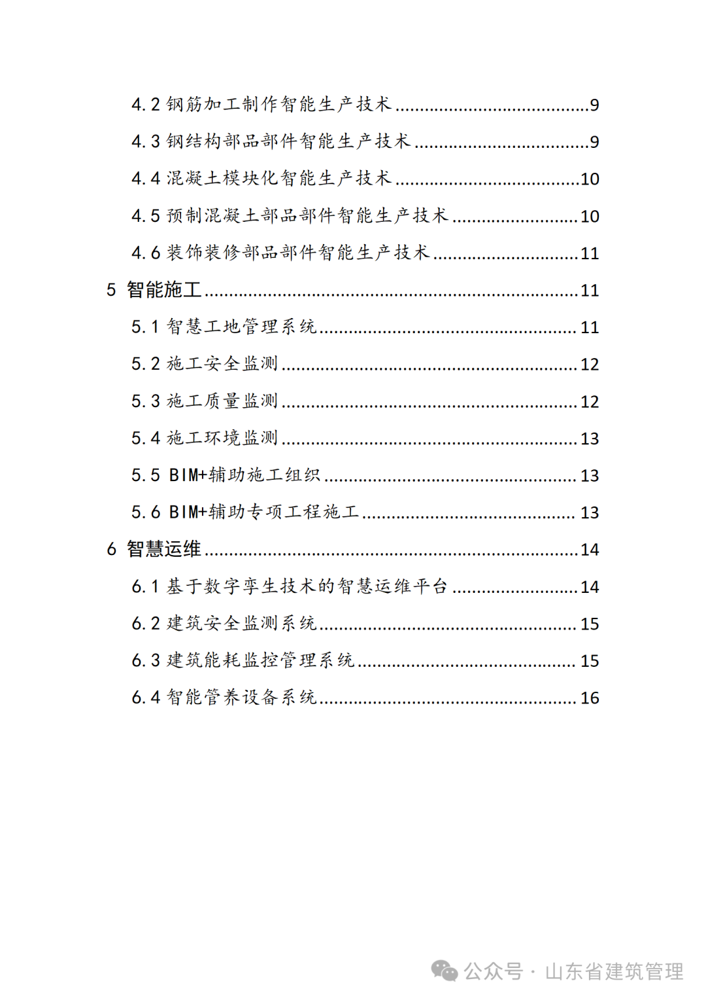 4.2 钢筋加工制作智能生产技术........................................9
4.3 钢结构部品部件智能生产技术....................................9
4.4 混凝土模块化智能生产技术......................................10
4.5 预制混凝土部品部件智能生产技术..........................10
4.6 装饰装修部品部件智能生产技术..............................11
5 智能施工..............................................................................11
5.1 智慧工地管理系统.....................................................11
5.2 施工安全监测.............................................................12
5.3 施工质量监测.............................................................12
5.4 施工环境监测.............................................................13
5.5 BIM+辅助施工组织....................................................13
5.6 BIM+辅助专项工程施工............................................13
6 智慧运维..............................................................................14
6.1 基于数字孪生技术的智慧运维平台..........................14
6.2 建筑安全监测系统.....................................................15
6.3 建筑能耗监控管理系统.............................................15
6.4 智能管养设备系统.....................................................16
公众号 · 山东省建筑管理